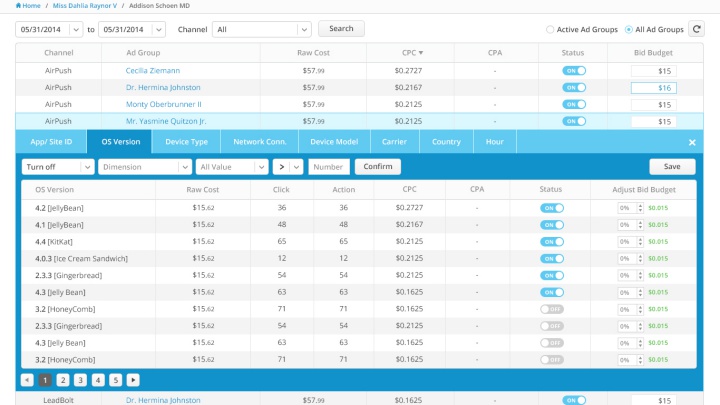 Home / Miss Dahlia Raynor V / Addison Schoen MD
05/31/2014 to 05/31/2014 Channel All Search Active Ad Groups All Ad Groups
Channel Ad Group Raw Cost CPC ▼ CPA Status Bid Budget
AirPush Cecilia Ziemann $57.99 $0.2727 - ON $15
AirPush Dr. Hermina Johnston $57.99 $0.2167 - ON $16
AirPush Monty Oberbrunner II $57.99 $0.2125 - ON $15
AirPush Mr. Yasmine Quitzon Jr. $57.99 $0.2125 - ON $15
App/ Site ID OS Version Device Type Network Conn. Device Model Carrier Country Hour ×
Turn off Dimension All Value > Number Confirm Save
OS Version Raw Cost Click Action CPC CPA Status Adjust Bid Budget
4.2 [JellyBean] $15.62 36 36 $0.2727 - ON 0% $0.015
4.1 [JellyBean] $15.62 48 48 $0.2167 - ON 0% $0.015
4.4 [KitKat] $15.62 65 65 $0.2125 - ON 0% $0.015
4.0.3 [Ice Cream Sandwich] $15.62 12 12 $0.2125 - ON 0% $0.015
2.3.3 [Gingerbread] $15.62 54 54 $0.2125 - ON 0% $0.015
4.3 [Jelly Bean] $15.62 63 63 $0.1625 - ON 0% $0.015
3.2 [HoneyComb] $15.62 71 71 $0.1625 - OFF 0% $0.015
2.3.3 [Gingerbread] $15.62 54 54 $0.2125 - OFF 0% $0.015
4.3 [Jelly Bean] $15.62 63 63 $0.1625 - OFF 0% $0.015
3.2 [HoneyComb] $15.62 71 71 $0.1625 - OFF 0% $0.015
1 2 3 4 5
LeadBolt Dr. Hermina Johnston $57.99 $0.1625 - ON $15